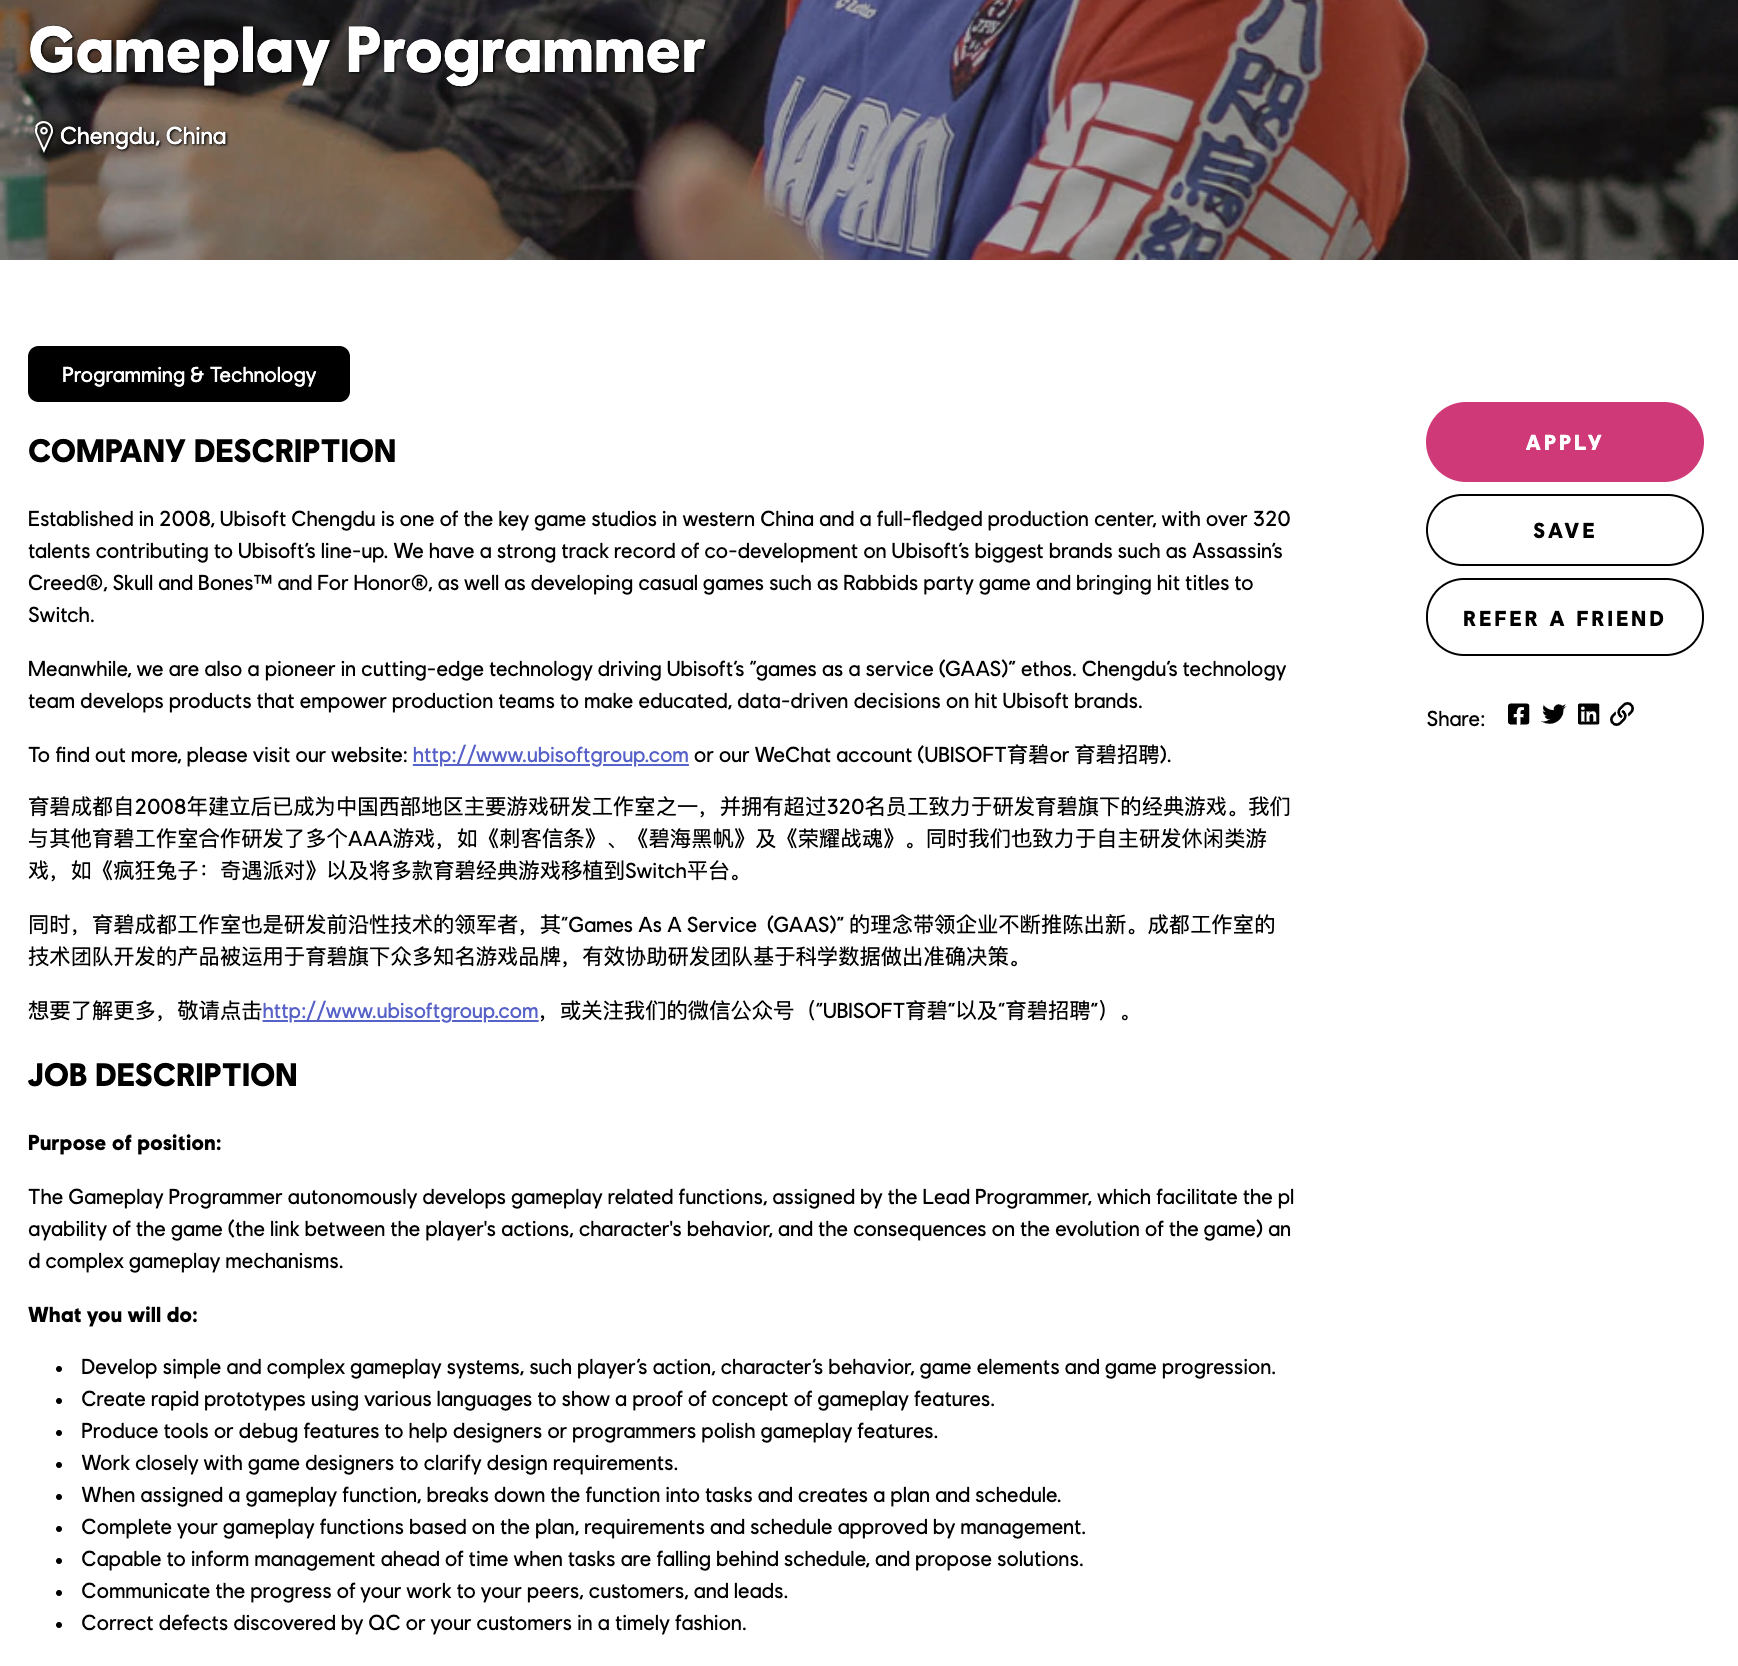 Gameplay Programmer
Chengdu, China
JAPAN
Programming & Technology
COMPANY DESCRIPTION
Established in 2008, Ubisoft Chengdu is one of the key game studios in western China and a full-fledged production center, with over 320
talents contributing to Ubisoft’s line-up. We have a strong track record of co-development on Ubisoft’s biggest brands such as Assassin’s
Creed®, Skull and Bones™ and For Honor®, as well as developing casual games such as Rabbids party game and bringing hit titles to
Switch.
Meanwhile, we are also a pioneer in cutting-edge technology driving Ubisoft’s “games as a service (GAAS)” ethos. Chengdu’s technology
team develops products that empower production teams to make educated, data-driven decisions on hit Ubisoft brands.
To find out more, please visit our website: http://www.ubisoftgroup.com or our WeChat account (UBISOFT育碧or 育碧招聘).
育碧成都自2008年建立后已成为中国西部地区主要游戏研发工作室之一，并拥有超过320名员工致力于研发育碧旗下的经典游戏。我们
与其他育碧工作室合作研发了多个AAA游戏，如《刺客信条》、《碧海黑帆》及《荣耀战魂》。同时我们也致力于自主研发休闲类游
戏，如《疯狂兔子：奇遇派对》以及将多款育碧经典游戏移植到Switch平台。
同时，育碧成都工作室也是研发前沿性技术的领军者，其“Games As A Service  (GAAS)” 的理念带领企业不断推陈出新。成都工作室的
技术团队开发的产品被运用于育碧旗下众多知名游戏品牌，有效协助研发团队基于科学数据做出准确决策。
想要了解更多，敬请点击http://www.ubisoftgroup.com，或关注我们的微信公众号（“UBISOFT育碧”以及“育碧招聘”）。
JOB DESCRIPTION
Purpose of position:
The Gameplay Programmer autonomously develops gameplay related functions, assigned by the Lead Programmer, which facilitate the pl
ayability of the game (the link between the player's actions, character's behavior, and the consequences on the evolution of the game) an
d complex gameplay mechanisms.
What you will do:
• Develop simple and complex gameplay systems, such player’s action, character’s behavior, game elements and game progression.
• Create rapid prototypes using various languages to show a proof of concept of gameplay features.
• Produce tools or debug features to help designers or programmers polish gameplay features.
• Work closely with game designers to clarify design requirements.
• When assigned a gameplay function, breaks down the function into tasks and creates a plan and schedule.
• Complete your gameplay functions based on the plan, requirements and schedule approved by management.
• Capable to inform management ahead of time when tasks are falling behind schedule, and propose solutions.
• Communicate the progress of your work to your peers, customers, and leads.
• Correct defects discovered by QC or your customers in a timely fashion.
APPLY
SAVE
REFER A FRIEND
Share: